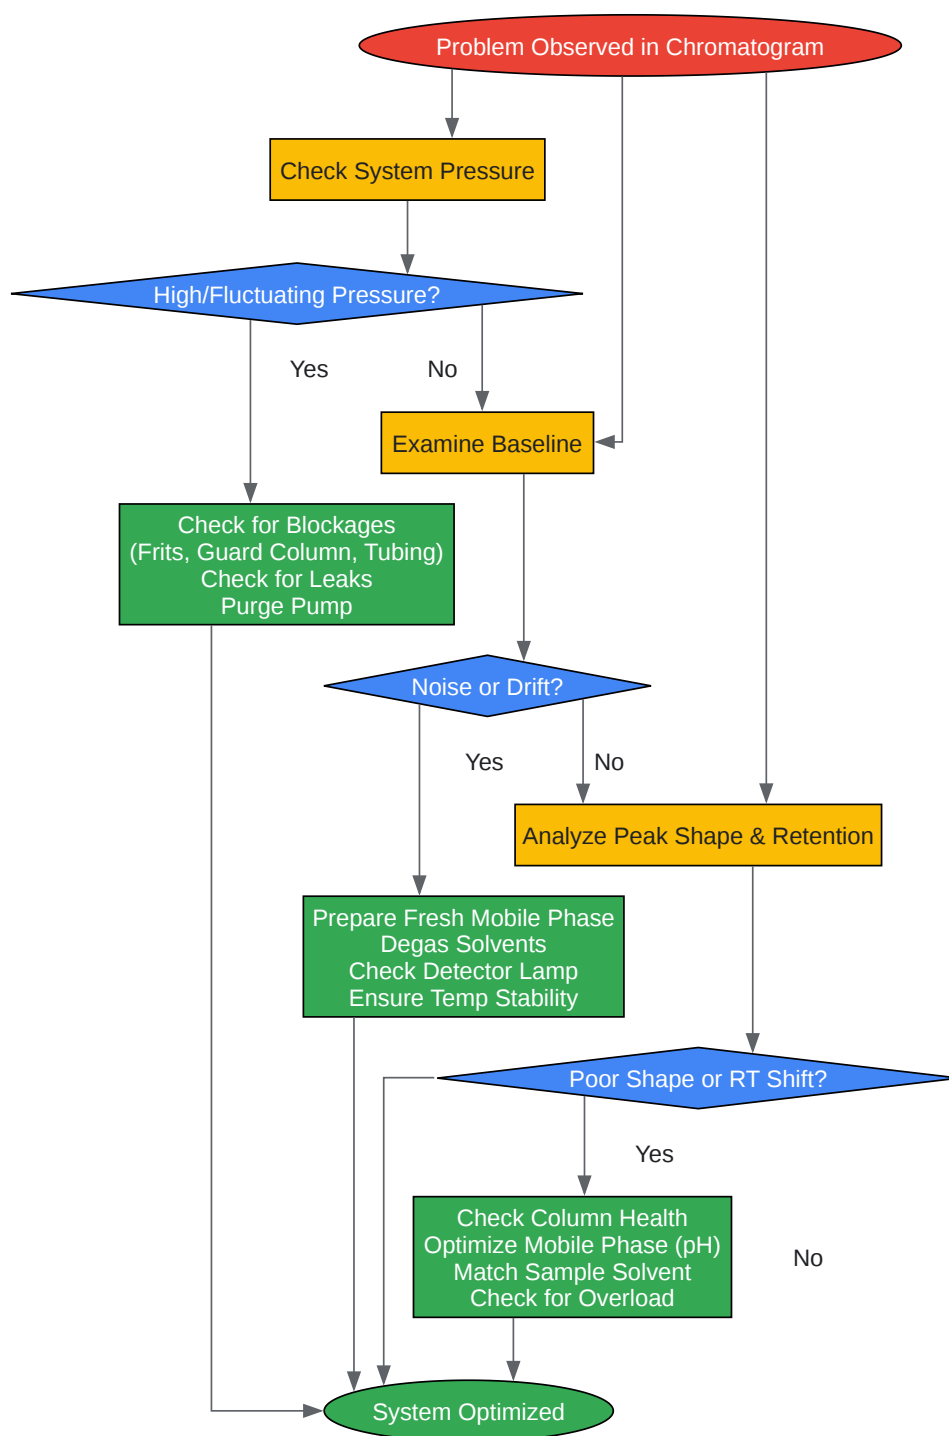 Problem Observed in Chromatogram
Check System Pressure
High/Fluctuating Pressure?
Yes
No
Examine Baseline
Check for Blockages
(Frits, Guard Column, Tubing)
Check for Leaks
Purge Pump
Noise or Drift?
Yes
No
Analyze Peak Shape & Retention
Prepare Fresh Mobile Phase
Degas Solvents
Check Detector Lamp
Ensure Temp Stability
Poor Shape or RT Shift?
Yes
Check Column Health
Optimize Mobile Phase (pH)
Match Sample Solvent
Check for Overload
No
System Optimized